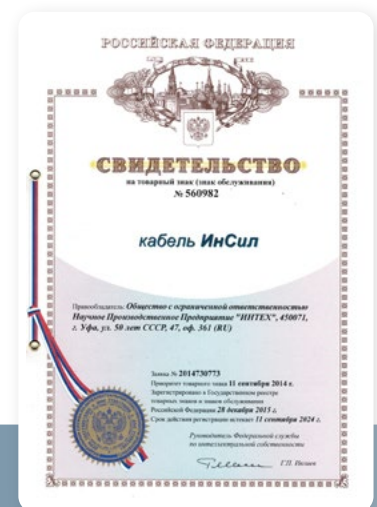 РОССИЙСКАЯ ФЕДЕРАЦИЯ
СВИДЕТЕЛЬСТВО
на товарный знак (знак обслуживания)
№ 560982
кабель ИнСил
Правообладатель: Общество с ограниченной ответственностью
Научное Производственное Предприятие "ИНТЕХ", 450071,
г. Уфа, ул. 50 лет СССР, 47, оф. 361 (RU)
Заявка № 2014730773
Приоритет товарного знака 11 сентября 2014 г.
Зарегистрировано в Государственном реестре
товарных знаков и знаков обслуживания
Российской Федерации 28 декабря 2015 г.
Срок действия регистрации истекает 11 сентября 2024 г.
Руководитель Федеральной службы
по интеллектуальной собственности
Г.П. Ивлиев